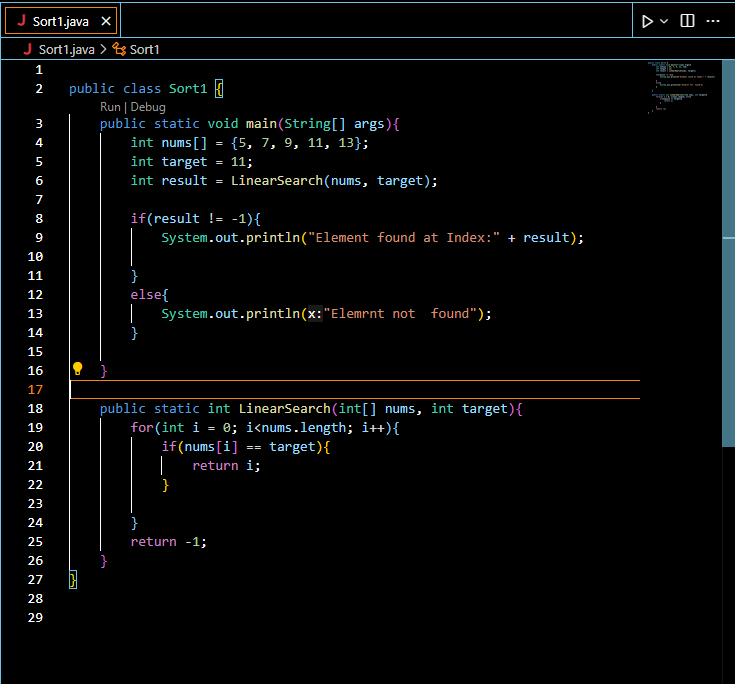 Sort1.java
Sort1.java > Sort1
1
2 public class Sort1 {
Run | Debug
3 public static void main(String[] args){
4 int nums[] = {5, 7, 9, 11, 13};
5 int target = 11;
6 int result = LinearSearch(nums, target);
7
8 if(result != -1){
9 System.out.println("Element found at Index:" + result);
10
11 }
12 else{
13 System.out.println(x:"Elemrnt not  found");
14 }
15
16 }
17
18 public static int LinearSearch(int[] nums, int target){
19 for(int i = 0; i<nums.length; i++){
20 if(nums[i] == target){
21 return i;
22 }
23
24 }
25 return -1;
26 }
27 }
28
29